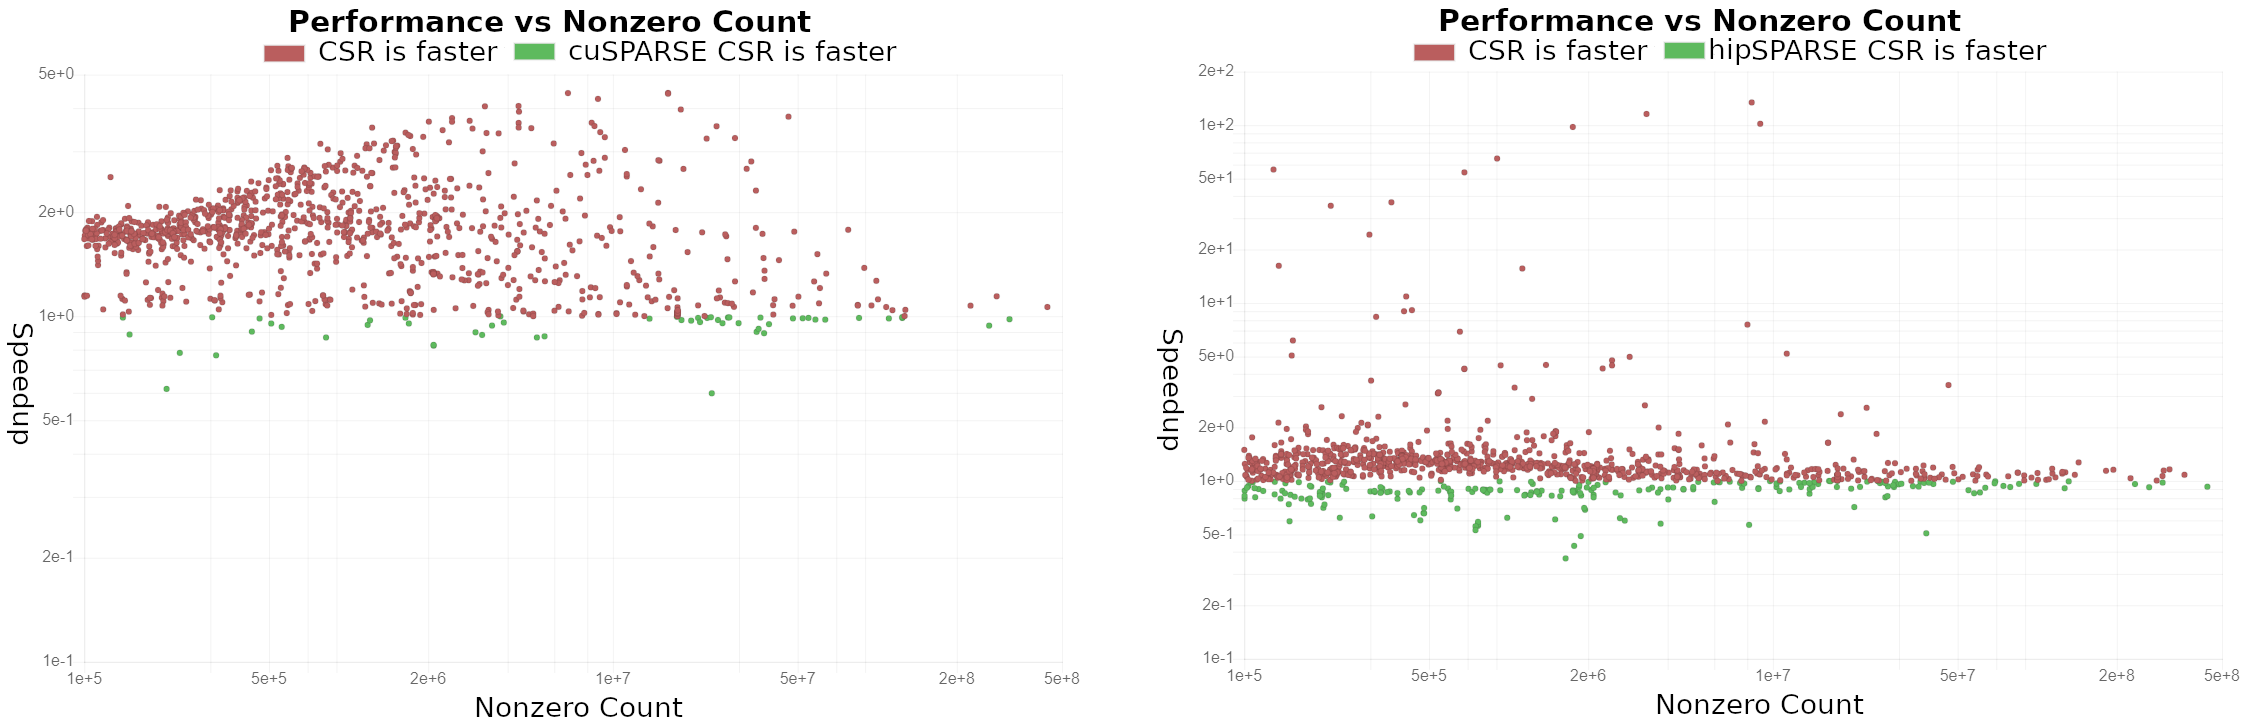 Performance vs Nonzero Count
CSR is faster cuSPARSE CSR is faster
5e+0
2e+0
1e+0
5e-1
2e-1
1e-1
Speedup
1e+5 5e+5 2e+6 1e+7 5e+7 2e+8 5e+8
Nonzero Count
Performance vs Nonzero Count
CSR is faster hipSPARSE CSR is faster
2e+2
1e+2
5e+1
2e+1
1e+1
5e+0
2e+0
1e+0
5e-1
2e-1
1e-1
Speedup
1e+5 5e+5 2e+6 1e+7 5e+7 2e+8 5e+8
Nonzero Count